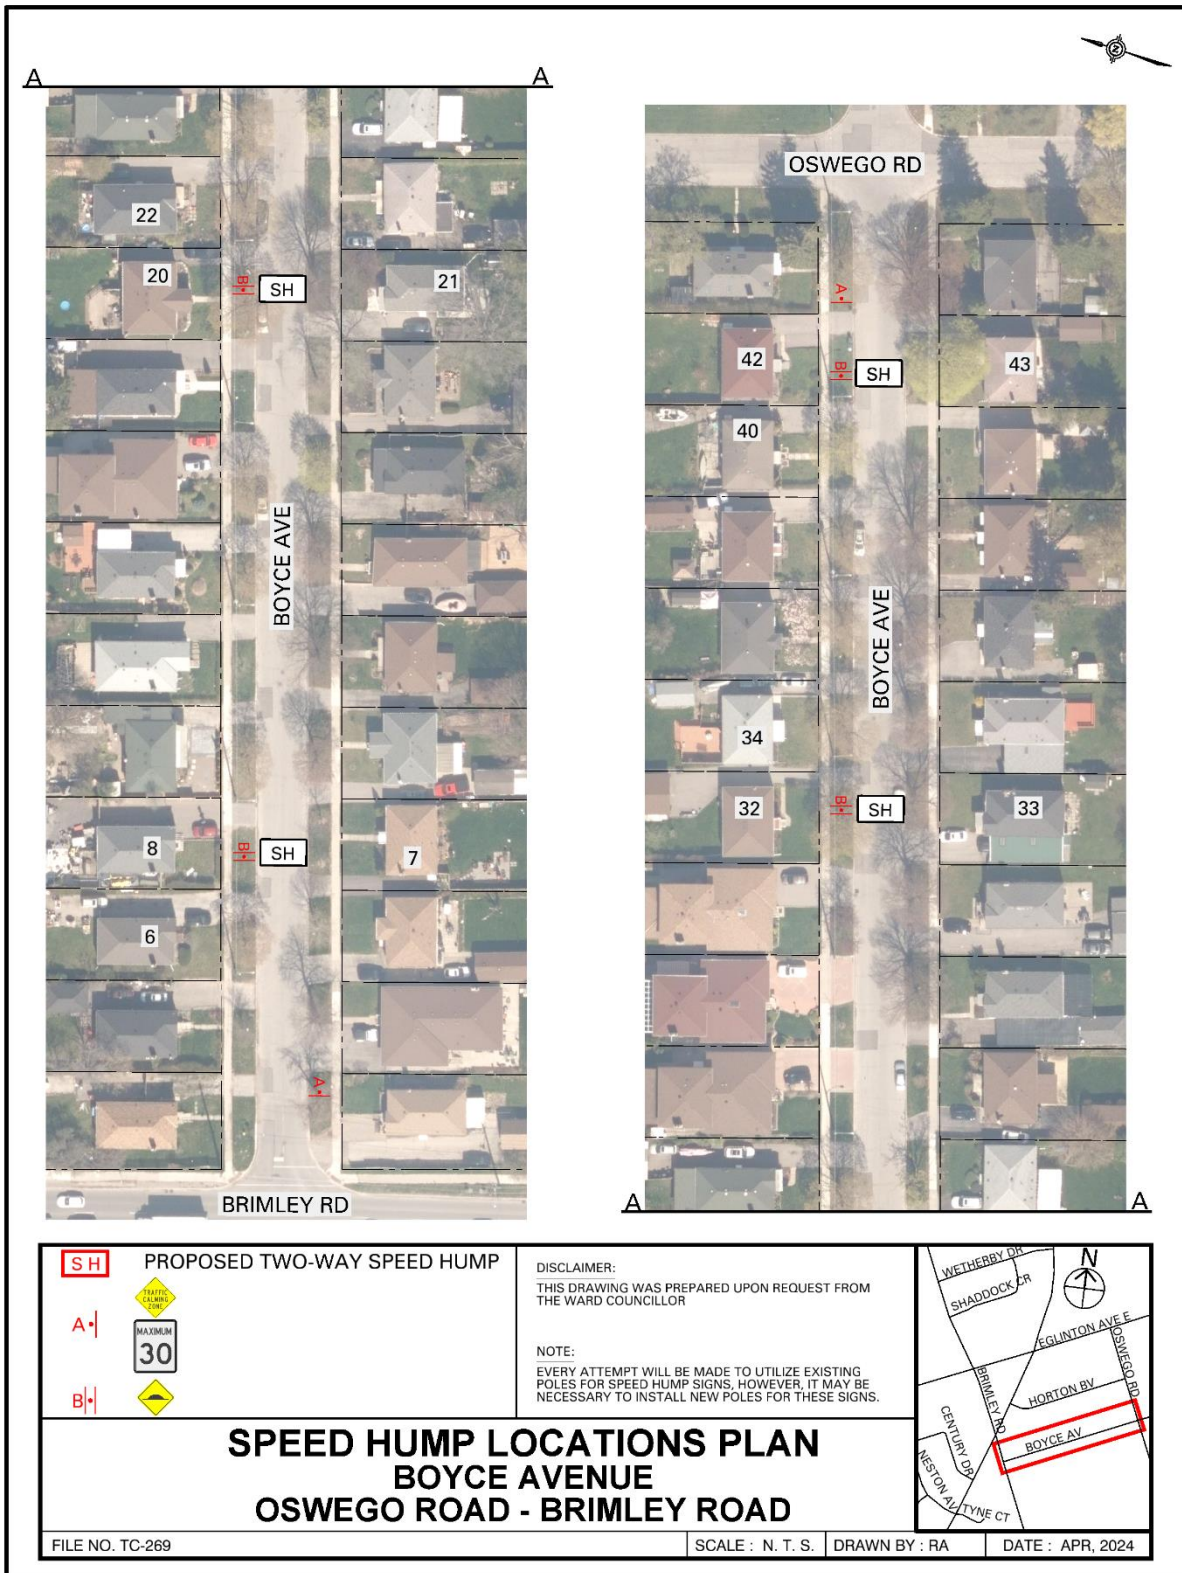 A
A
22
20
B
SH
21
BOYCE AVE
8
B
SH
7
6
A
BRIMLEY RD
N
OSWEGO RD
A
42
B
SH
43
40
BOYCE AVE
34
32
B
SH
33
A
A
SH PROPOSED TWO-WAY SPEED HUMP
TRAFFIC
CALMING
ZONE
A
MAXIMUM
30
B
DISCLAIMER:
THIS DRAWING WAS PREPARED UPON REQUEST FROM
THE WARD COUNCILLOR
NOTE:
EVERY ATTEMPT WILL BE MADE TO UTILIZE EXISTING
POLES FOR SPEED HUMP SIGNS, HOWEVER, IT MAY BE
NECESSARY TO INSTALL NEW POLES FOR THESE SIGNS.
WETHERBY DR
SHADDOCK CR
N
EGLINTON AVE E
OSWEGO RD
BRIMLEY RD
HORTON BV
CENTURY DR
BOYCE AV
NESTON AV
TYNE CT
SPEED HUMP LOCATIONS PLAN
BOYCE AVENUE
OSWEGO ROAD - BRIMLEY ROAD
FILE NO. TC-269
SCALE : N. T. S.
DRAWN BY : RA
DATE : APR, 2024